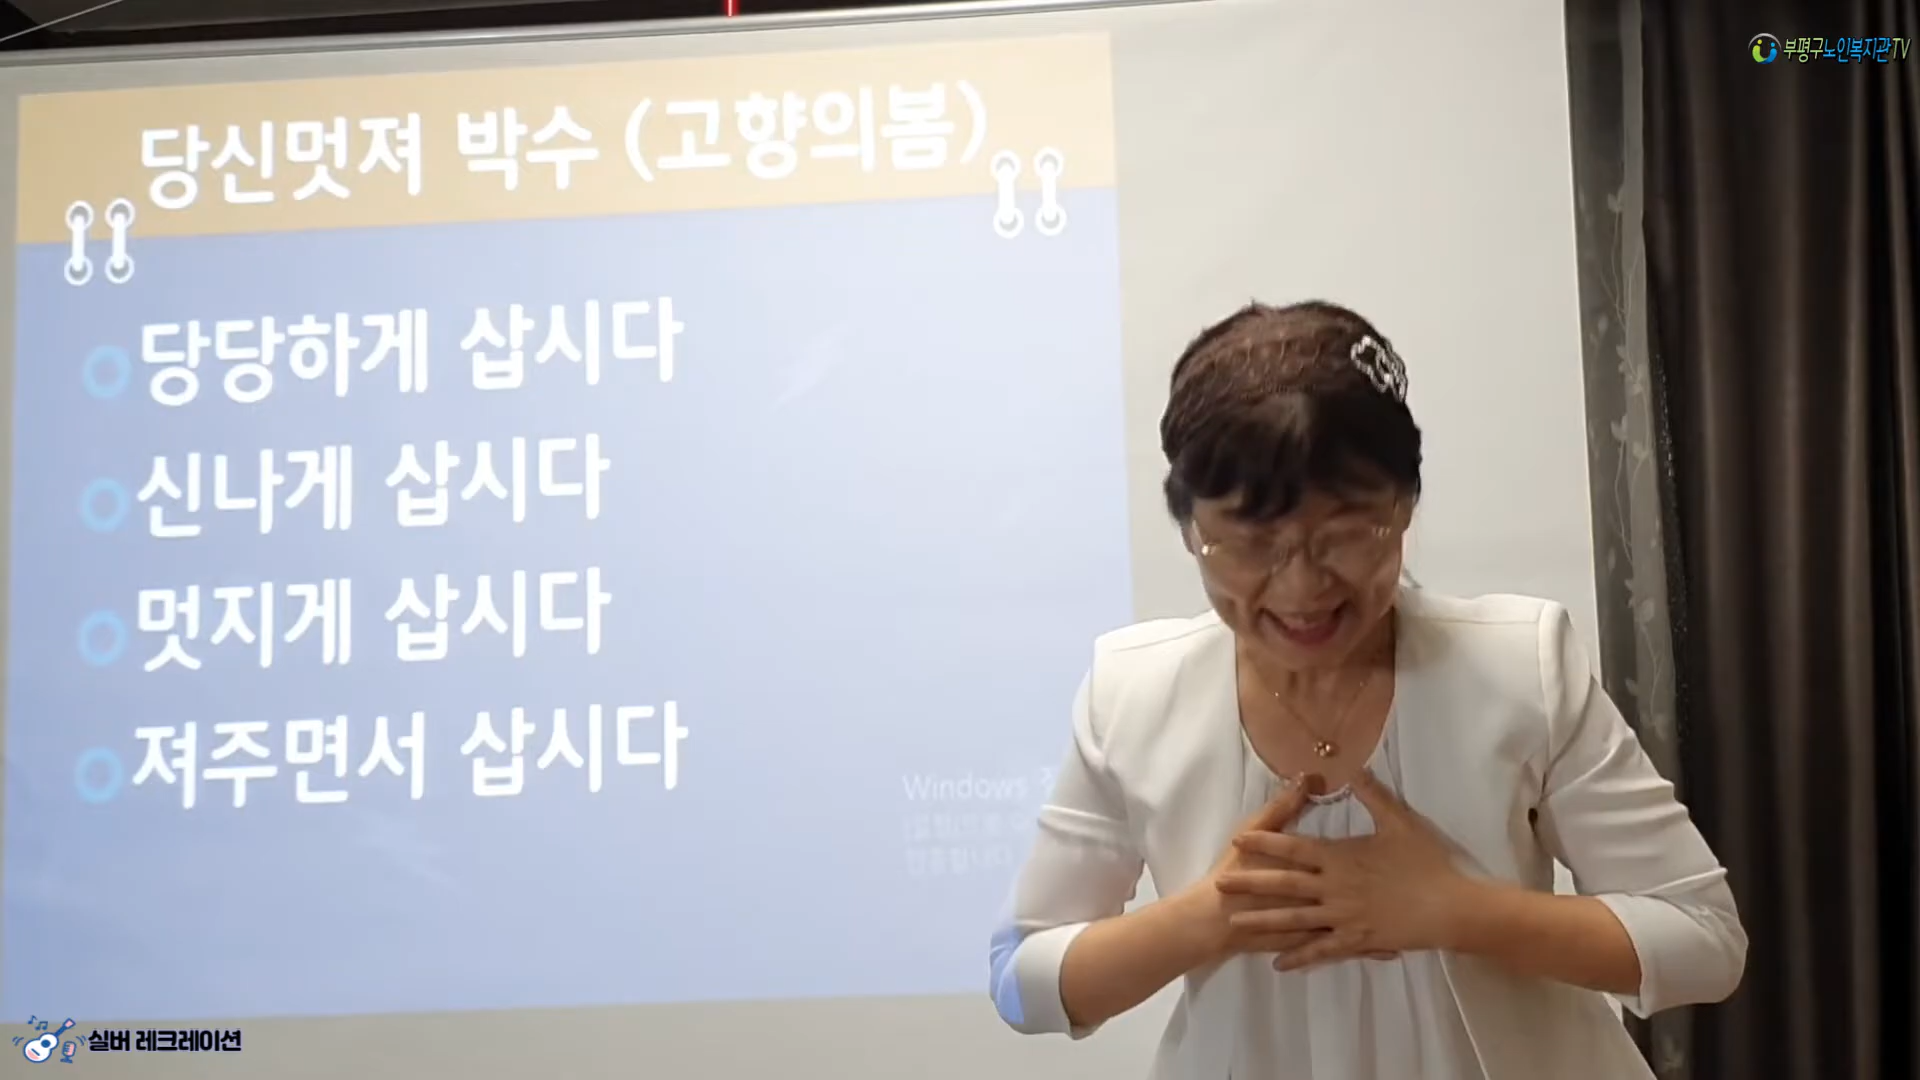 부평구노인복지관TV
당신멋져 박수 (고향의봄)
당당하게 삽시다
신나게 삽시다
멋지게 삽시다
져주면서 삽시다
Windows
실버 레크레이션